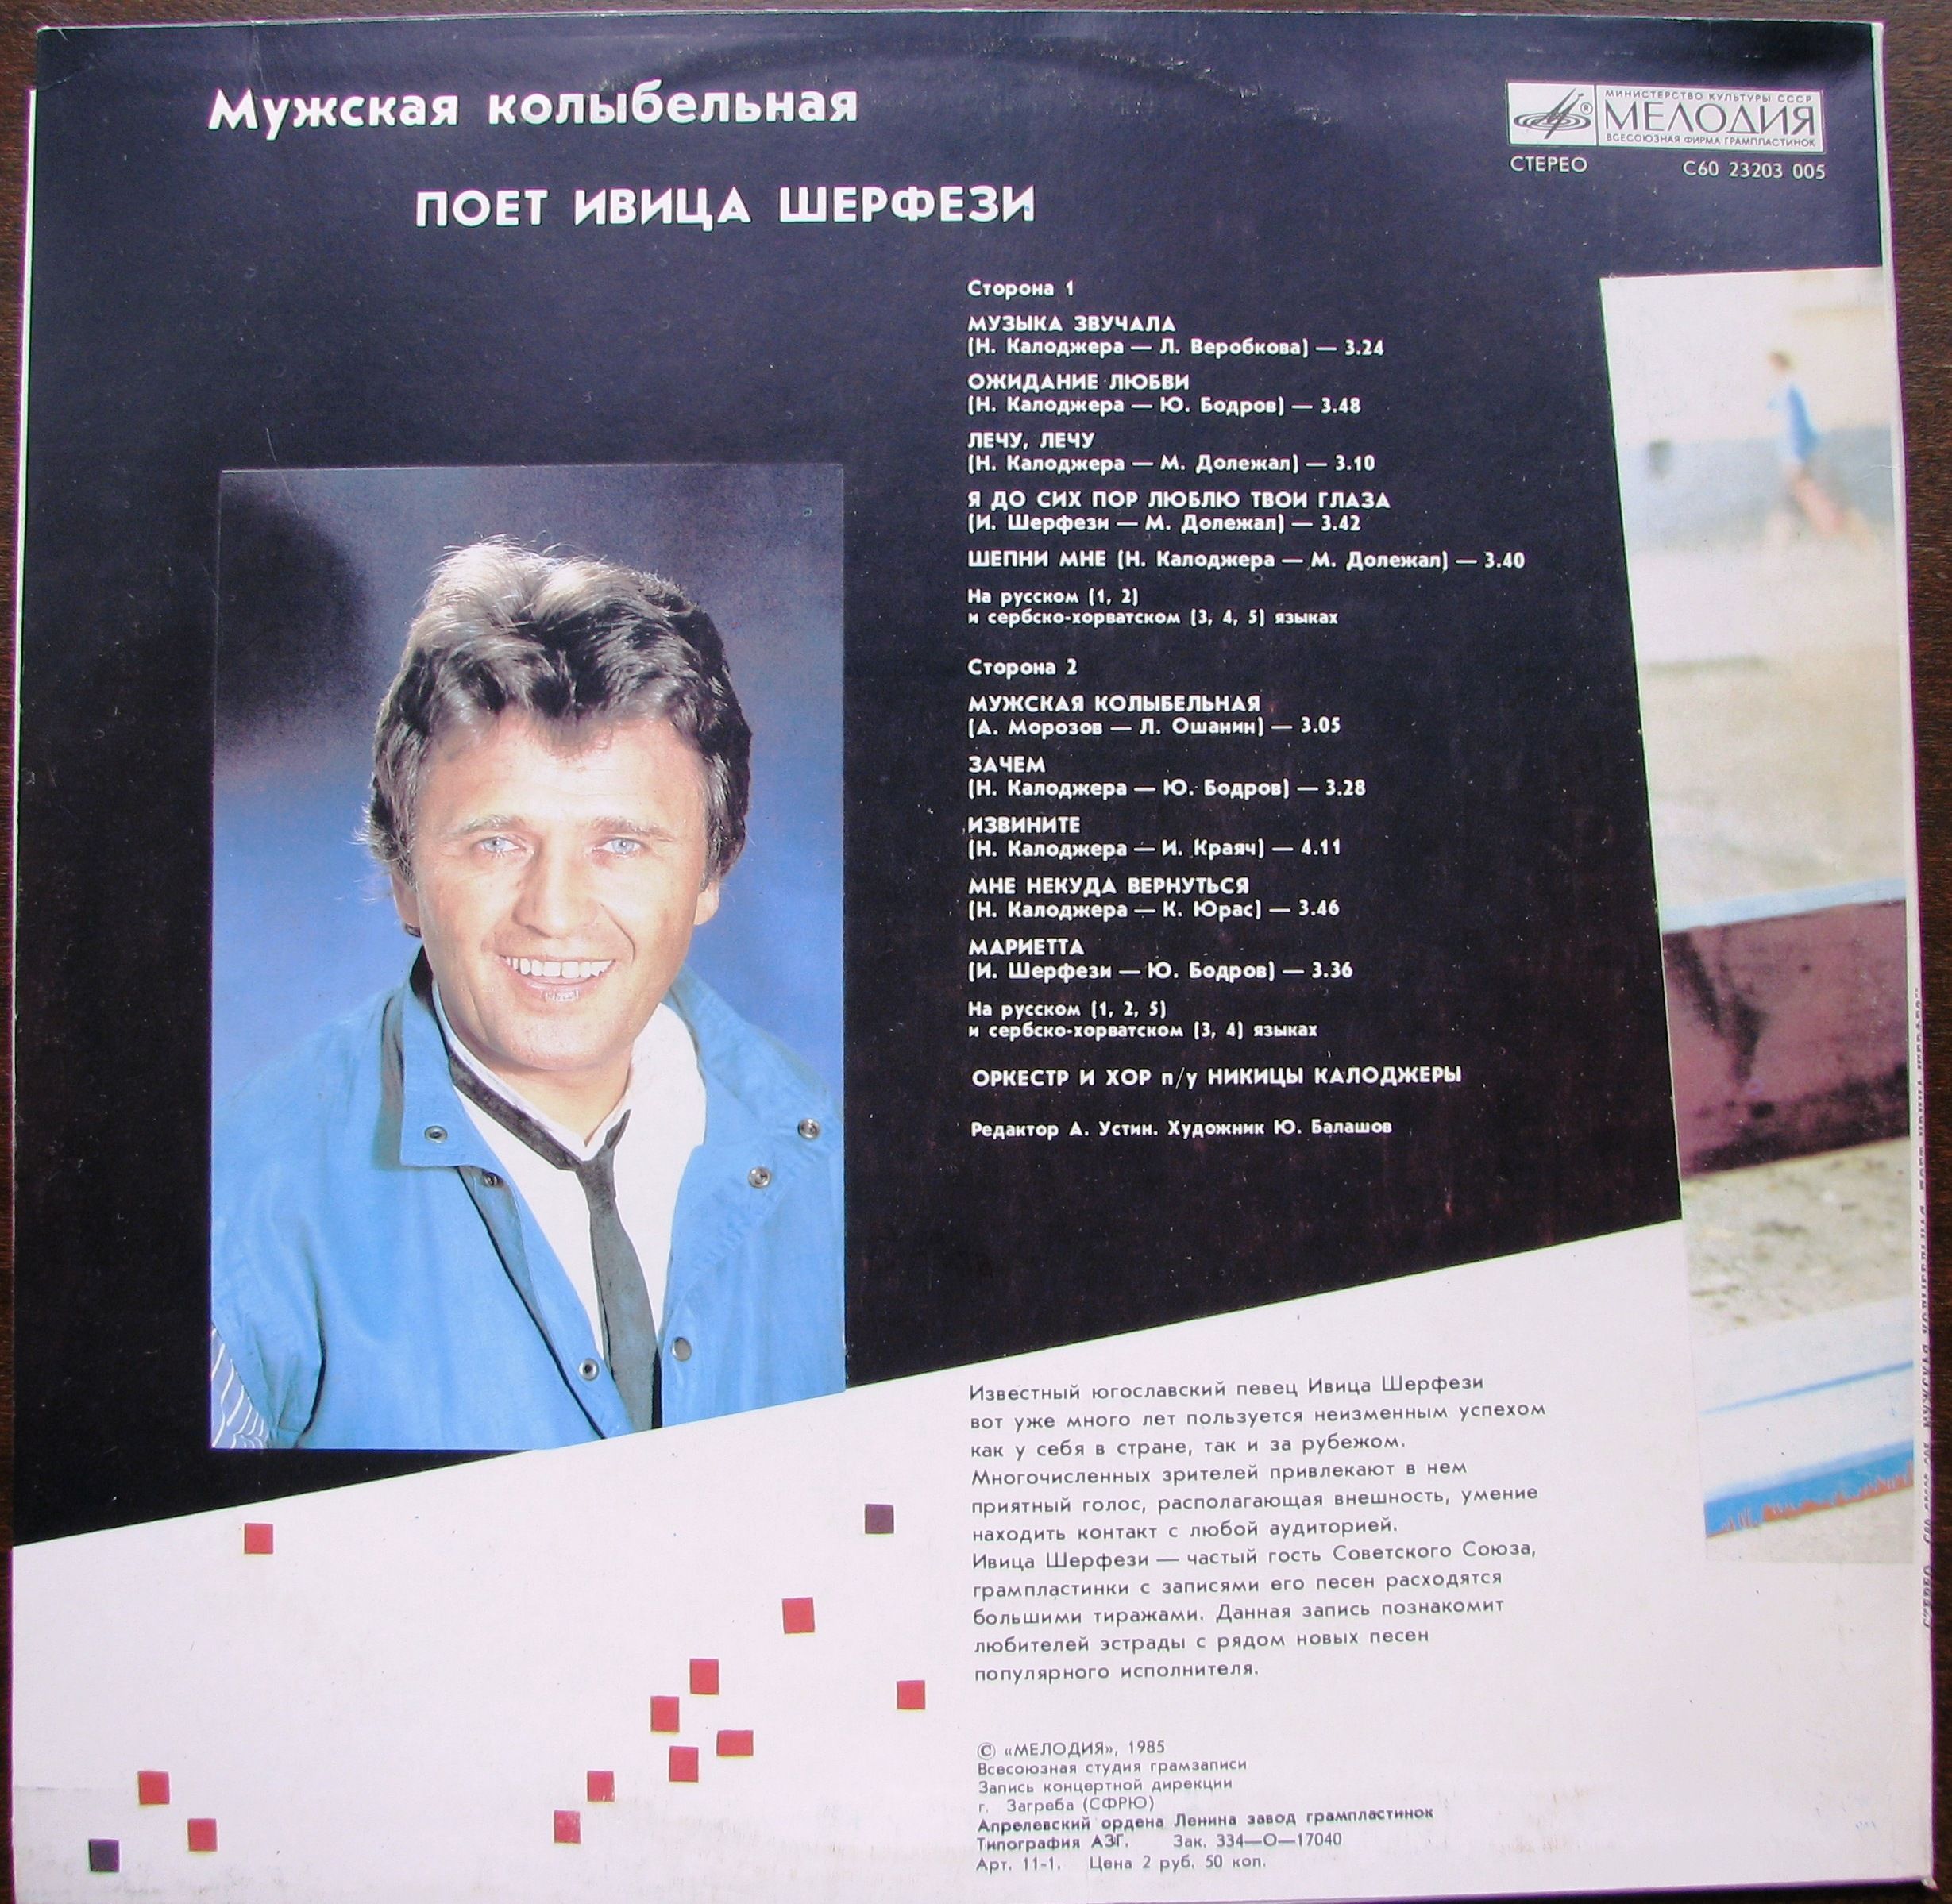 Мужская колыбельная
ПОЕТ ИВИЦА ШЕРФЕЗИ
МИНИСТЕРСТВО КУЛЬТУРЫ СССР
МЕЛОДИЯ
ВСЕСОЮЗНАЯ ФИРМА ГРАМПЛАСТИНОК
СТЕРЕО С60 23203 005
Сторона 1
МУЗЫКА ЗВУЧАЛА
(Н. Калоджера — Л. Веробкова) — 3.24
ОЖИДАНИЕ ЛЮБВИ
(Н. Калоджера — Ю. Бодров) — 3.48
ЛЕЧУ, ЛЕЧУ
(Н. Калоджера — М. Долежал) — 3.10
Я ДО СИХ ПОР ЛЮБЛЮ ТВОИ ГЛАЗА
(И. Шерфези — М. Долежал) — 3.42
ШЕПНИ МНЕ (Н. Калоджера — М. Долежал) — 3.40
На русском (1, 2)
и сербско-хорватском (3, 4, 5) языках
Сторона 2
МУЖСКАЯ КОЛЫБЕЛЬНАЯ
(А. Морозов — Л. Ошанин) — 3.05
ЗАЧЕМ
(Н. Калоджера — Ю. Бодров) — 3.28
ИЗВИНИТЕ
(Н. Калоджера — И. Краяч) — 4.11
МНЕ НЕКУДА ВЕРНУТЬСЯ
(Н. Калоджера — К. Юрас) — 3.46
МАРИЕТТА
(И. Шерфези — Ю. Бодров) — 3.36
На русском (1, 2, 5)
и сербско-хорватском (3, 4) языках
ОРКЕСТР И ХОР п/у НИКИЦЫ КАЛОДЖЕРЫ
Редактор А. Устин. Художник Ю. Балашов
Известный югославский певец Ивица Шерфези
вот уже много лет пользуется неизменным успехом
как у себя в стране, так и за рубежом.
Многочисленных зрителей привлекают в нем
приятный голос, располагающая внешность, умение
находить контакт с любой аудиторией.
Ивица Шерфези — частый гость Советского Союза,
грампластинки с записями его песен расходятся
большими тиражами. Данная запись познакомит
любителей эстрады с рядом новых песен
популярного исполнителя.
© «МЕЛОДИЯ», 1985
Всесоюзная студия грамзаписи
Запись концертной дирекции
г. Загреба (СФРЮ)
Апрелевский ордена Ленина завод грампластинок
Типография АЗГ. Зак. 334—О—17040
Арт. 11-1. Цена 2 руб. 50 коп.